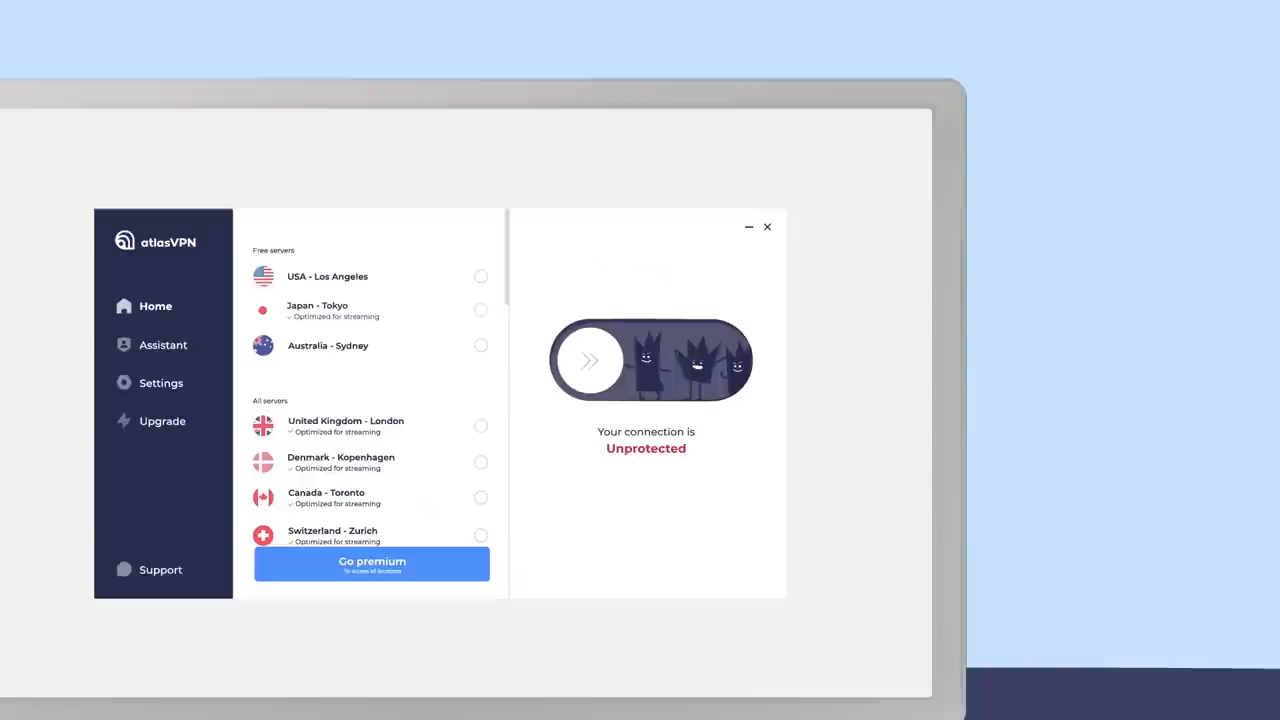 atlasVPN
Home
Assistant
Settings
Upgrade
Support
Free servers
USA - Los Angeles
Japan - Tokyo
✓ Optimized for streaming
Australia - Sydney
All servers
United Kingdom - London
✓ Optimized for streaming
Denmark - Kopenhagen
✓ Optimized for streaming
Canada - Toronto
✓ Optimized for streaming
Switzerland - Zurich
✓ Optimized for streaming
Go premium
To access all locations
Your connection is
Unprotected